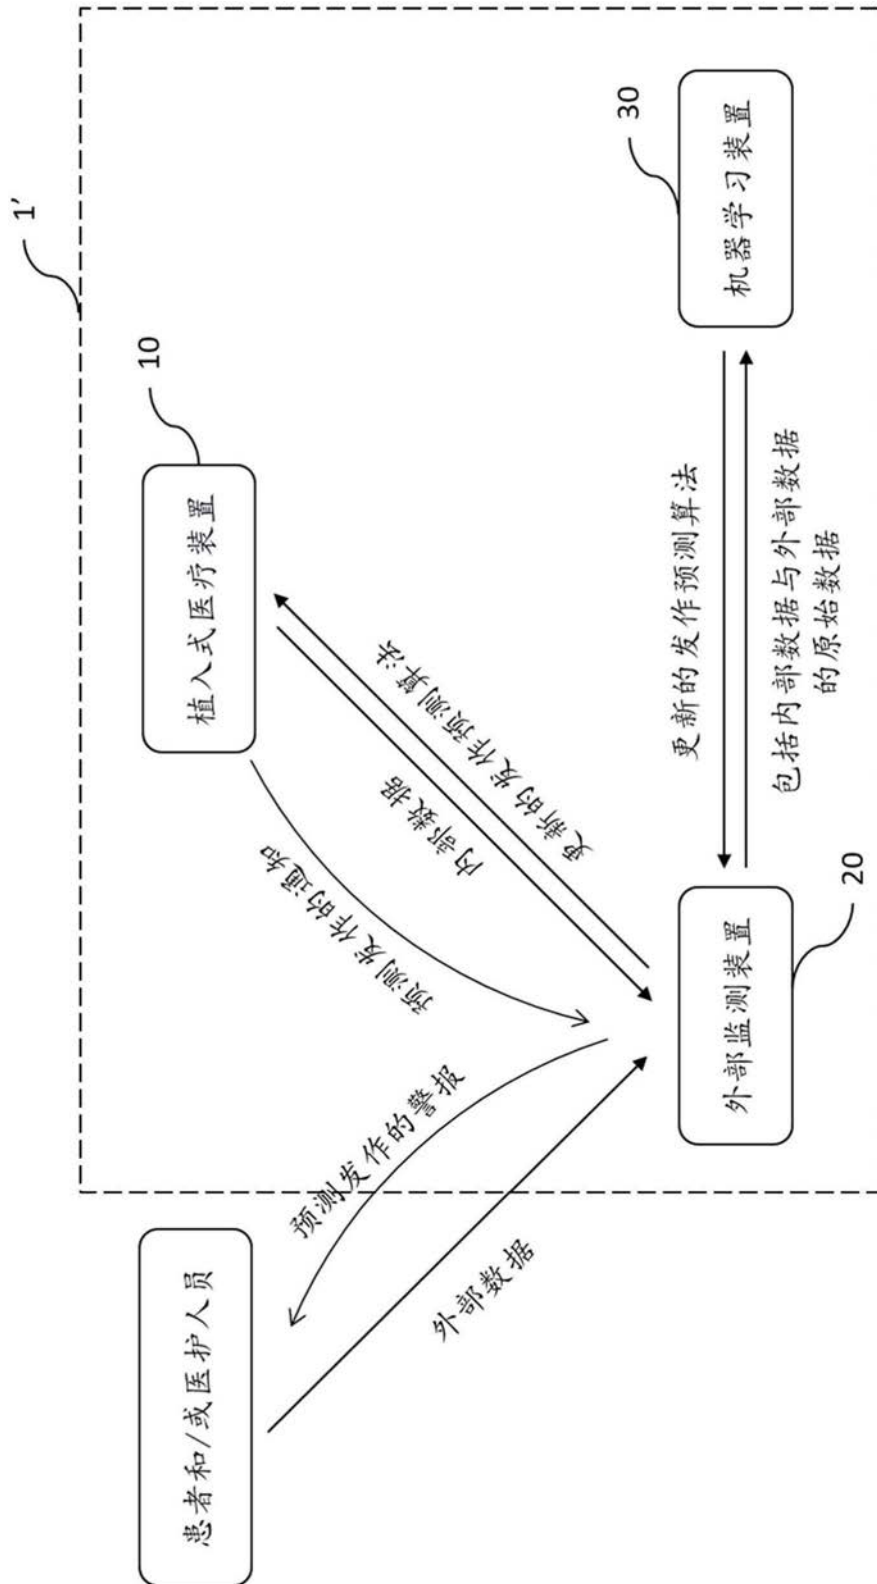 1’
患者和/或医护人员
植入式医疗装置
10
预测发作的警报
外部数据
预测发作的通知
内部数据
更新的发作预测算法
外部监测装置
20
更新的发作预测算法
包括内部数据与外部数据
的原始数据
机器学习装置
30